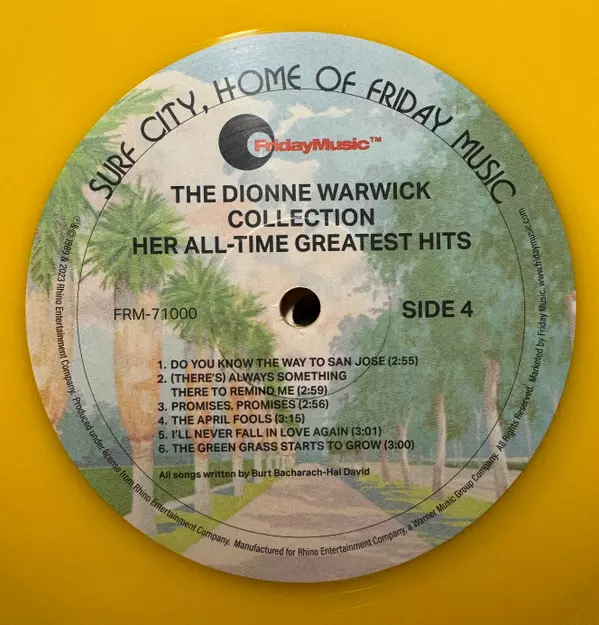 SURF CITY, HOME OF FRIDAY MUSIC
FridayMusic™
THE DIONNE WARWICK
COLLECTION
HER ALL-TIME GREATEST HITS
FRM-71000
SIDE 4
1. DO YOU KNOW THE WAY TO SAN JOSE (2:55)
2. (THERE'S) ALWAYS SOMETHING
THERE TO REMIND ME (2:59)
3. PROMISES, PROMISES (2:56)
4. THE APRIL FOOLS (3:15)
5. I'LL NEVER FALL IN LOVE AGAIN (3:01)
6. THE GREEN GRASS STARTS TO GROW (3:00)
All songs written by Burt Bacharach-Hal David
℗&©1989 & 2023 Rhino Entertainment Company. Produced under license from Rhino Entertainment Company. Manufactured for Rhino Entertainment Company, a Warner Music Group Company. All Rights Reserved. Marketed by Friday Music. www.fridaymusic.com